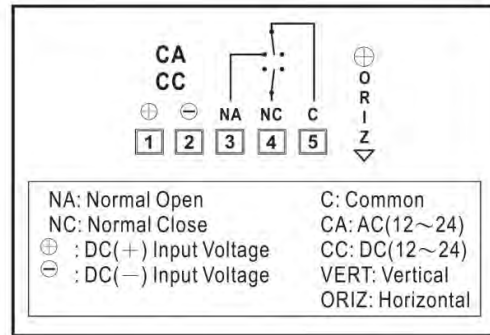 CA
CC
⊕ ⊖ NA NC C
1 2 3 4 5
⊕
O
R
I
Z
NA: Normal Open
NC: Normal Close
⊕ : DC(+) Input Voltage
⊖ : DC(−) Input Voltage
C: Common
CA: AC(12～24)
CC: DC(12～24)
VERT: Vertical
ORIZ: Horizontal